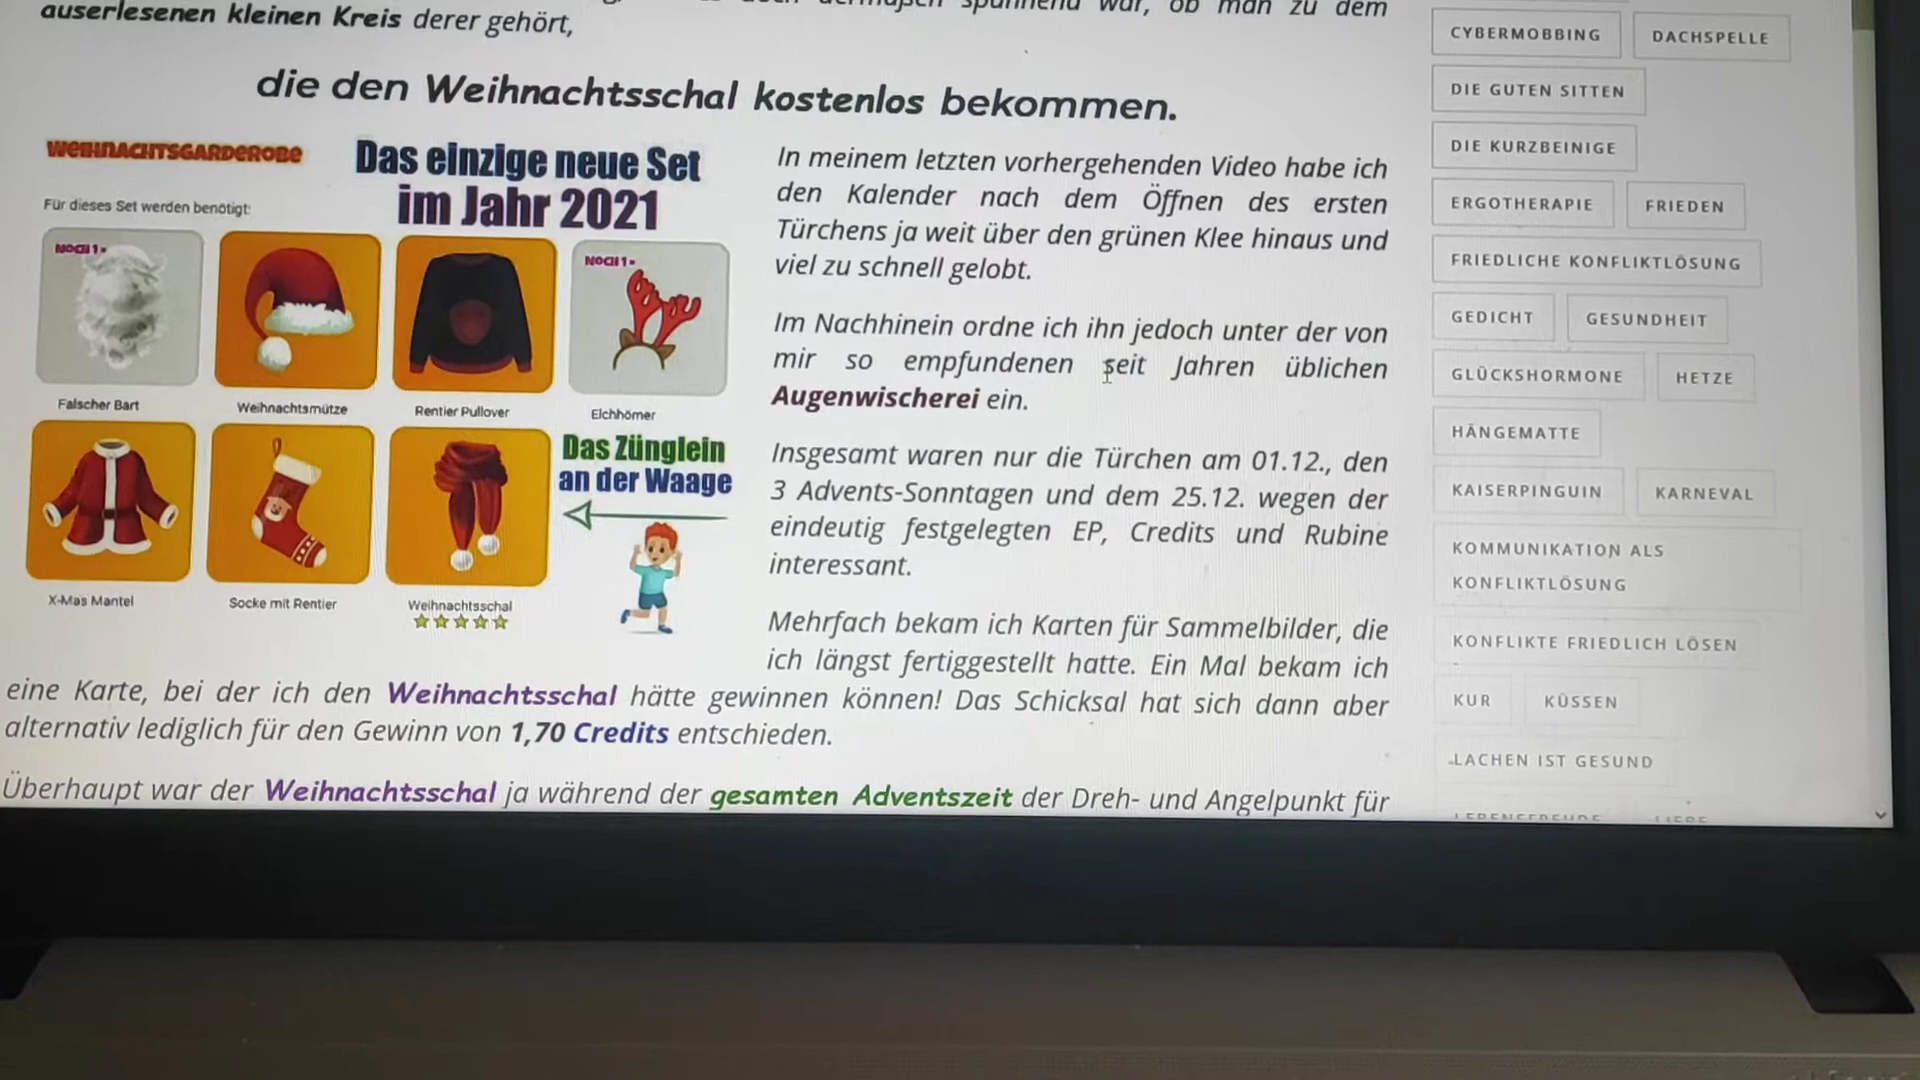 auserlesenen kleinen Kreis derer gehört,
die den Weihnachtsschal kostenlos bekommen.
WEIHNACHTSGARDEROBE
Das einzige neue Set
im Jahr 2021
Für dieses Set werden benötigt:
NOCH 1×
NOCH 1×
Falscher Bart
Weihnachtsmütze
Rentier Pullover
Elchhörner
Das Zünglein
an der Waage
X-Mas Mantel
Socke mit Rentier
Weihnachtsschal
In meinem letzten vorhergehenden Video habe ich
den Kalender nach dem Öffnen des ersten
Türchens ja weit über den grünen Klee hinaus und
viel zu schnell gelobt.
Im Nachhinein ordne ich ihn jedoch unter der von
mir so empfundenen seit Jahren üblichen
Augenwischerei ein.
Insgesamt waren nur die Türchen am 01.12., den
3 Advents-Sonntagen und dem 25.12. wegen der
eindeutig festgelegten EP, Credits und Rubine
interessant.
Mehrfach bekam ich Karten für Sammelbilder, die
ich längst fertiggestellt hatte. Ein Mal bekam ich
eine Karte, bei der ich den Weihnachtsschal hätte gewinnen können! Das Schicksal hat sich dann aber
alternativ lediglich für den Gewinn von 1,70 Credits entschieden.
Überhaupt war der Weihnachtsschal ja während der gesamten Adventszeit der Dreh- und Angelpunkt für
CYBERMOBBING
DACHSPELLE
DIE GUTEN SITTEN
DIE KURZBEINIGE
ERGOTHERAPIE
FRIEDEN
FRIEDLICHE KONFLIKTLÖSUNG
GEDICHT
GESUNDHEIT
GLÜCKSHORMONE
HETZE
HÄNGEMATTE
KAISERPINGUIN
KARNEVAL
KOMMUNIKATION ALS
KONFLIKTLÖSUNG
KONFLIKTE FRIEDLICH LÖSEN
KUR
KÜSSEN
LACHEN IST GESUND